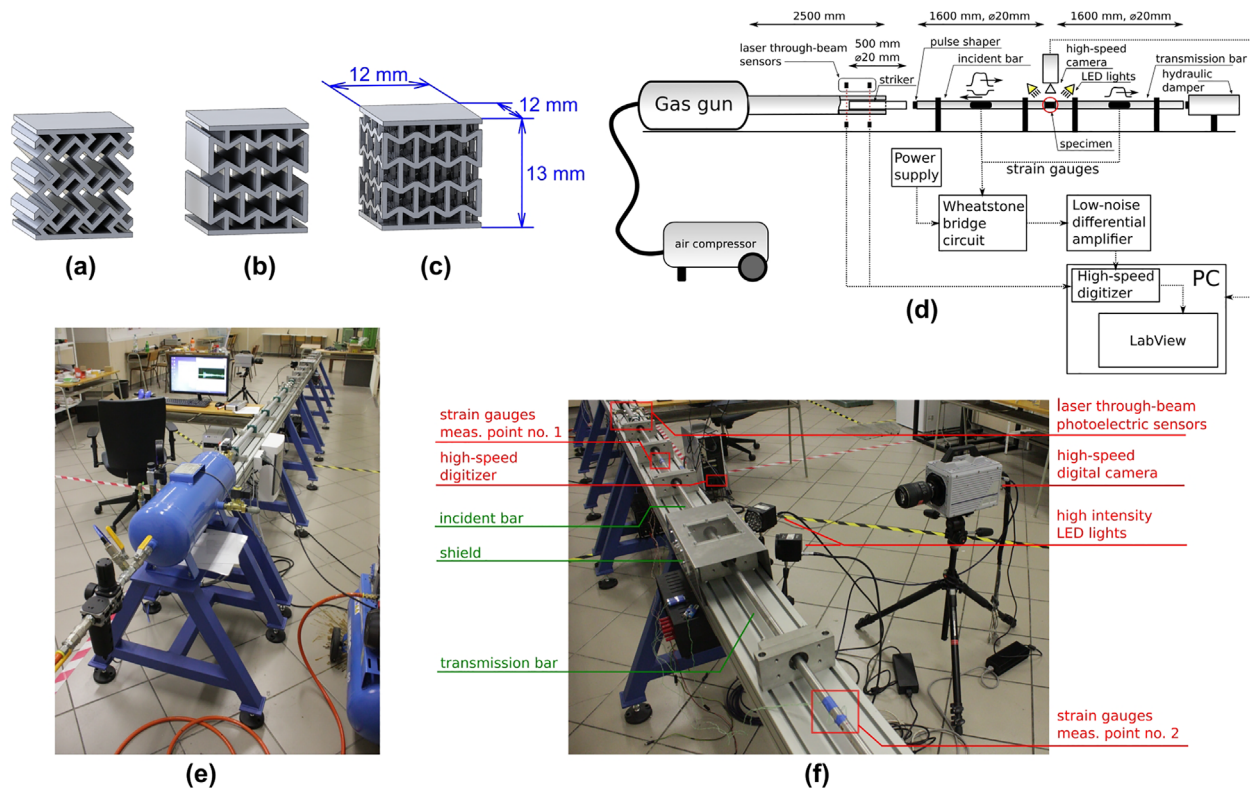 12 mm
12 mm
13 mm
(a)
(b)
(c)
2500 mm
1600 mm, ⌀20mm
1600 mm, ⌀20mm
laser through-beam
sensors
500 mm
⌀20 mm
striker
pulse shaper
incident bar
high-speed
camera
LED lights
transmission bar
hydraulic
damper
Gas gun
specimen
strain gauges
Power
supply
Wheatstone
bridge
circuit
Low-noise
differential
amplifier
air compressor
High-speed
digitizer
PC
LabView
(d)
strain gauges
meas. point no. 1
high-speed
digitizer
incident bar
shield
transmission bar
laser through-beam
photoelectric sensors
high-speed
digital camera
high intensity
LED lights
strain gauges
meas. point no. 2
(e)
(f)